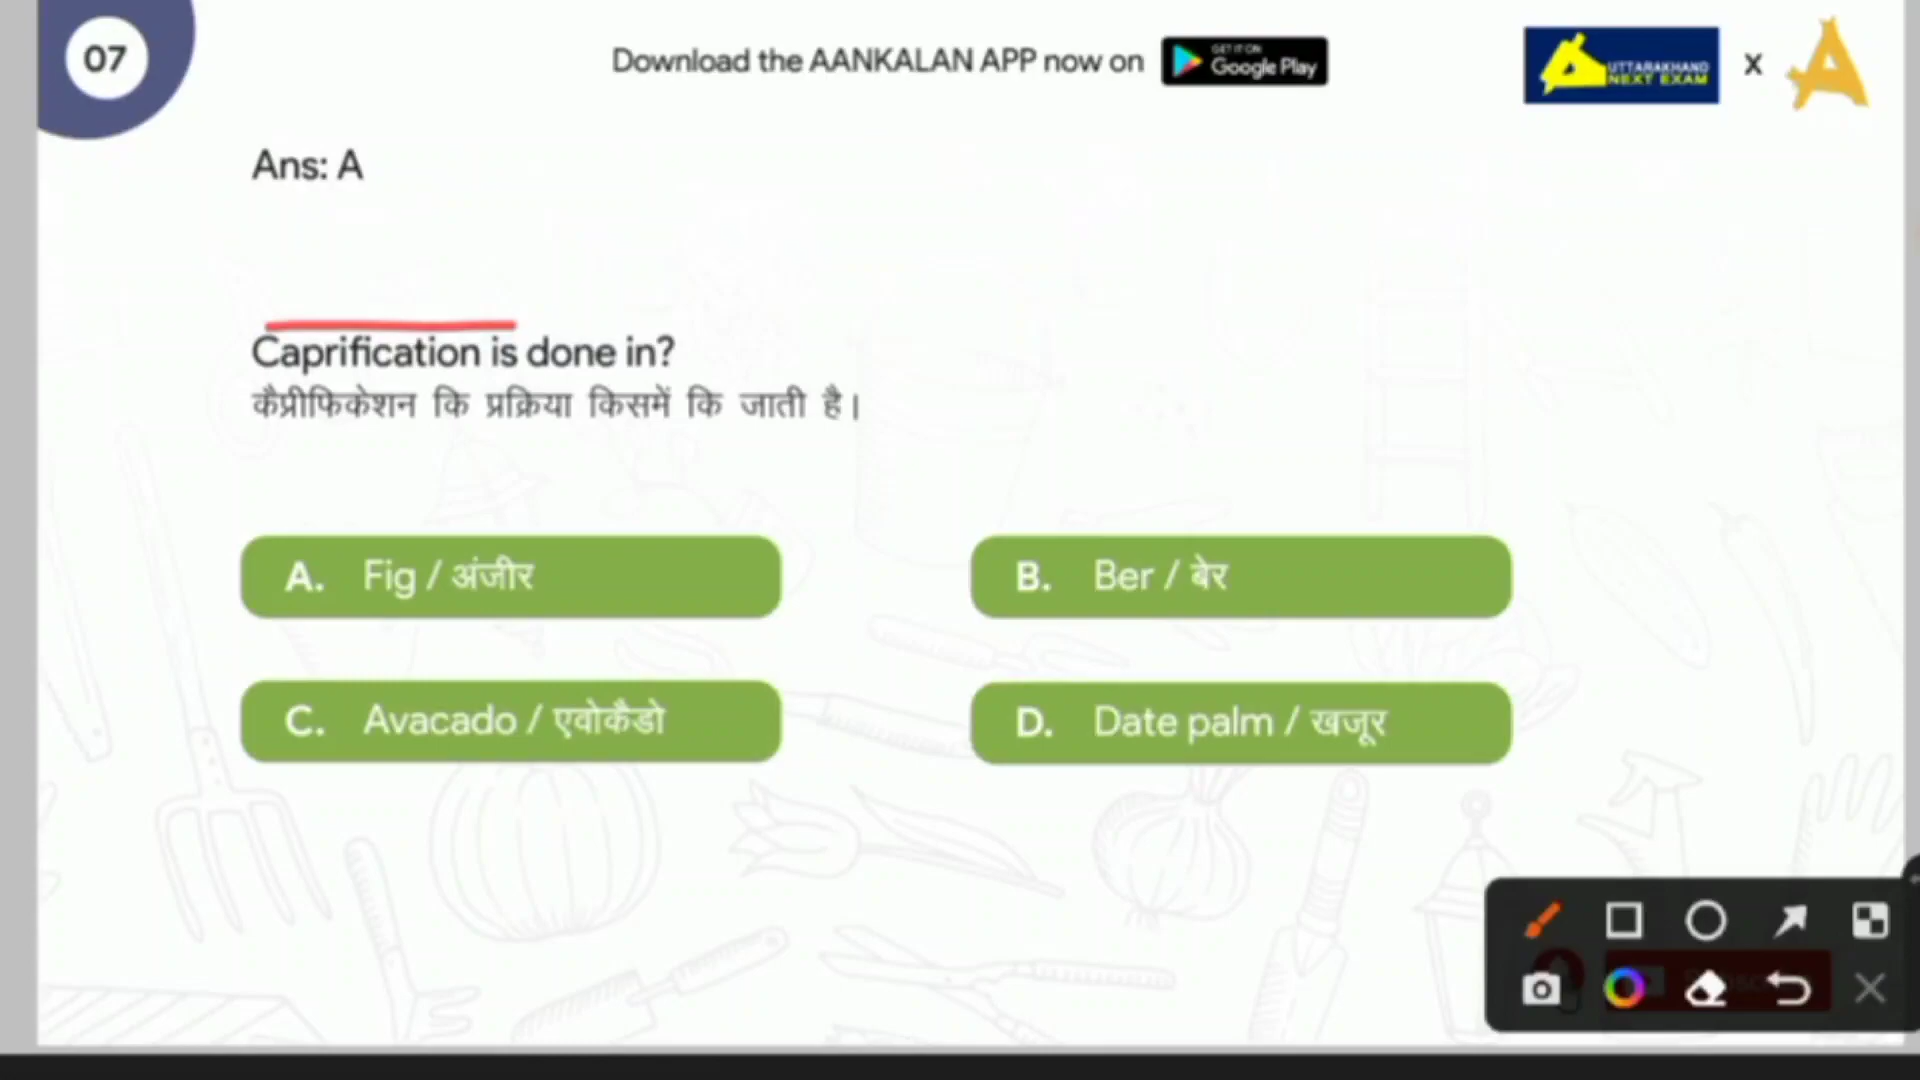 07
Download the AANKALAN APP now on
GET IT ON
Google Play
UTTARAKHAND
NEXT EXAM
x
Ans: A
Caprification is done in?
कैप्रीफिकेशन कि प्रक्रिया किसमें कि जाती है।
A. Fig / अंजीर
B. Ber / बेर
C. Avacado / एवोकैडो
D. Date palm / खजूर